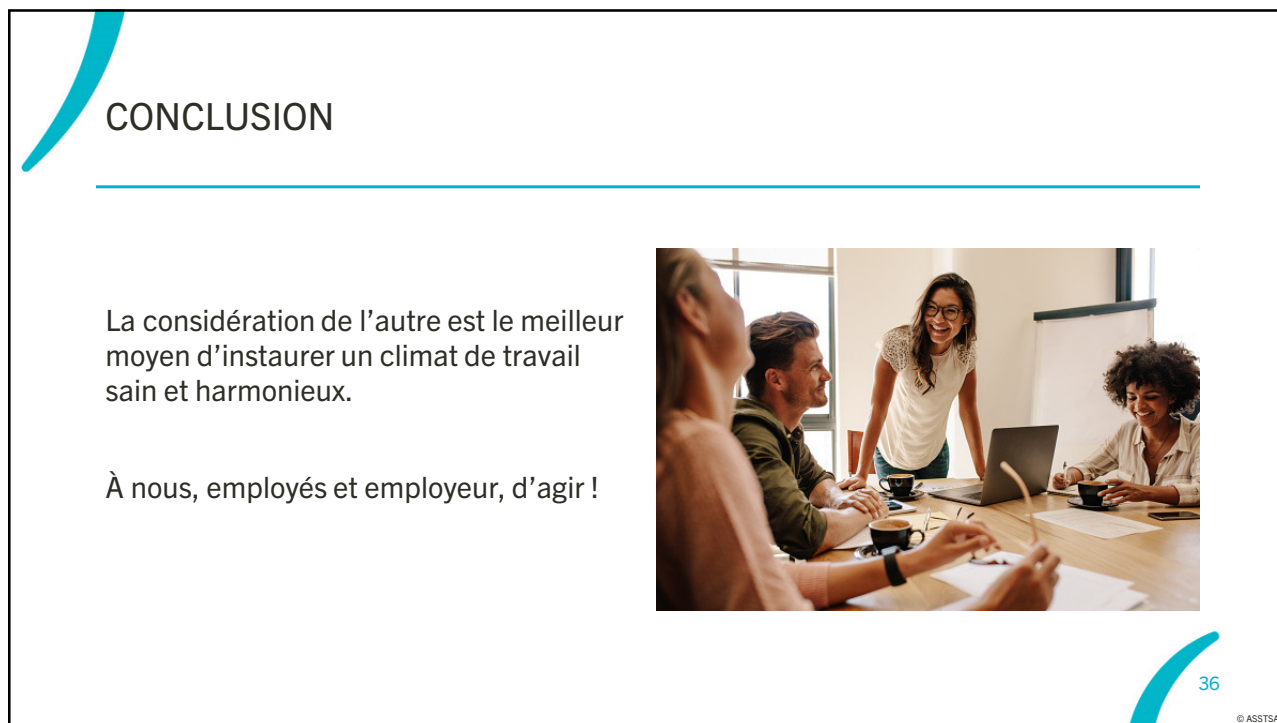 CONCLUSION
La considération de l’autre est le meilleur
moyen d’instaurer un climat de travail
sain et harmonieux.
À nous, employés et employeur, d’agir !
36
© ASSTSA